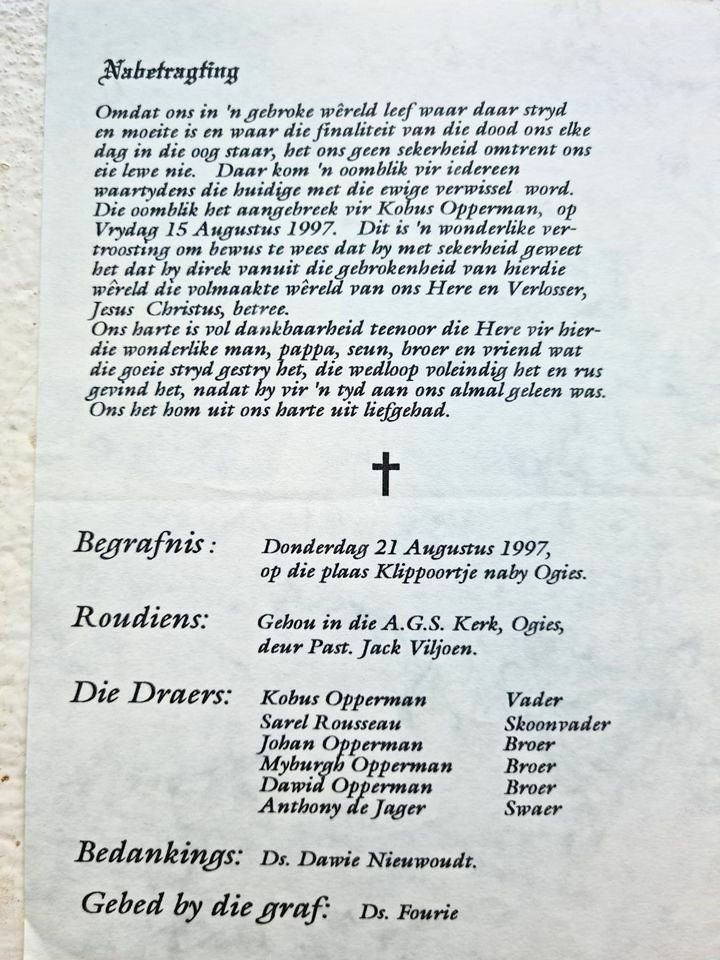 Nabetragting
Omdat ons in 'n gebroke wêreld leef waar daar stryd
en moeite is en waar die finaliteit van die dood ons elke
dag in die oog staar, het ons geen sekerheid omtrent ons
eie lewe nie. Daar kom 'n oomblik vir iedereen
waartydens die huidige met die ewige verwissel word.
Die oomblik het aangebreek vir Kobus Opperman, op
Vrydag 15 Augustus 1997. Dit is 'n wonderlike ver-
troosting om bewus te wees dat hy met sekerheid geweet
het dat hy direk vanuit die gebrokenheid van hierdie
wêreld die volmaakte wêreld van ons Here en Verlosser,
Jesus Christus, betree.
Ons harte is vol dankbaarheid teenoor die Here vir hier-
die wonderlike man, pappa, seun, broer en vriend wat
die goeie stryd gestry het, die wedloop voleindig het en rus
gevind het, nadat hy vir 'n tyd aan ons almal geleen was.
Ons het hom uit ons harte uit liefgehad.
Begrafnis : Donderdag 21 Augustus 1997,
op die plaas Klippoortje naby Ogies.
Roudiens: Gehou in die A.G.S. Kerk, Ogies,
deur Past. Jack Viljoen.
Die Draers: Kobus Opperman Vader
Sarel Rousseau Skoonvader
Johan Opperman Broer
Myburgh Opperman Broer
Dawid Opperman Broer
Anthony de Jager Swaer
Bedankings: Ds. Dawie Nieuwoudt.
Gebed by die graf: Ds. Fourie